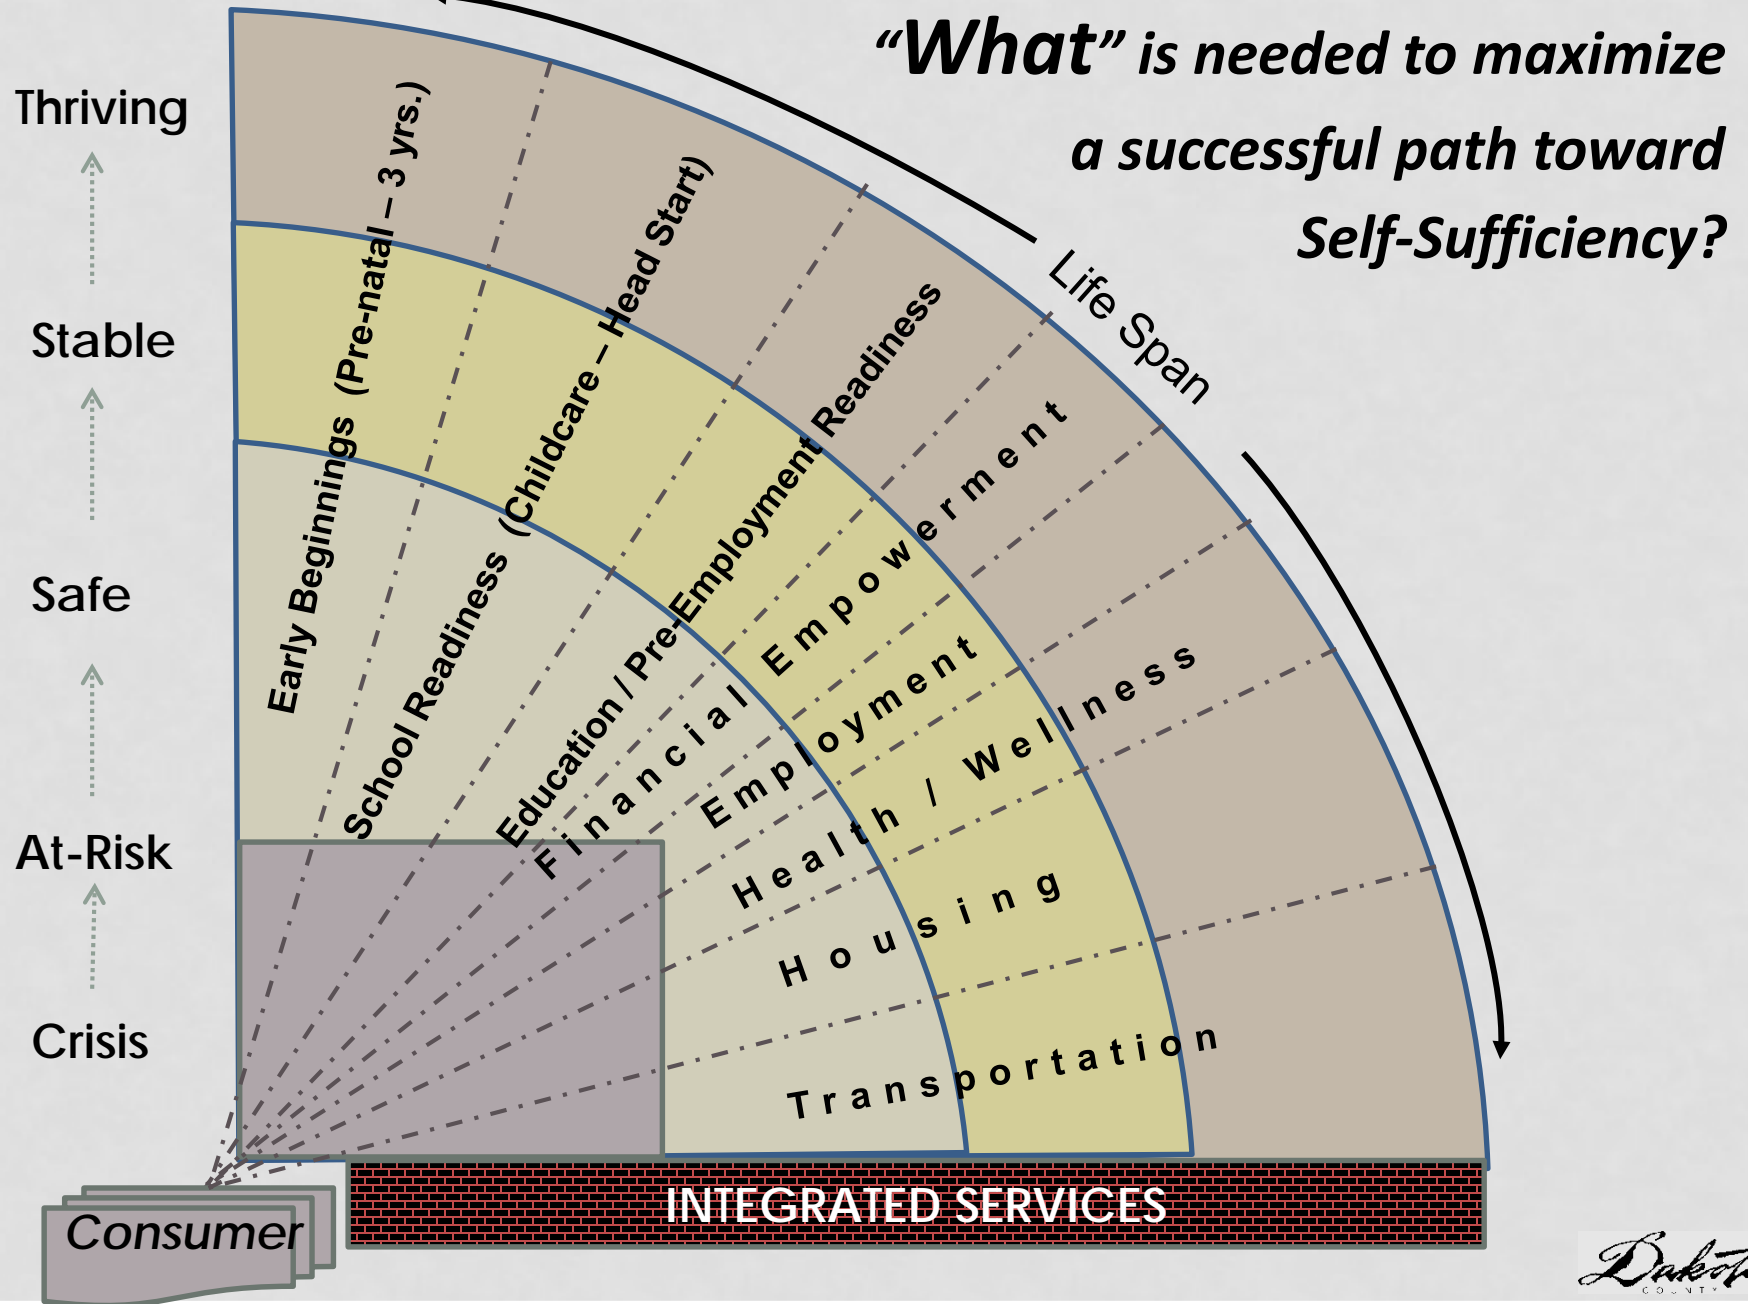 “What” is needed to maximize
a successful path toward
Self-Sufficiency?
Thriving
Stable
Safe
At-Risk
Crisis
Life Span
Early Beginnings (Pre-natal – 3 yrs.)
School Readiness (Childcare – Head Start)
Education / Pre-Employment Readiness
Financial Empowerment
Employment
Health / Wellness
Housing
Transportation
INTEGRATED SERVICES
Consumer
COUNTY